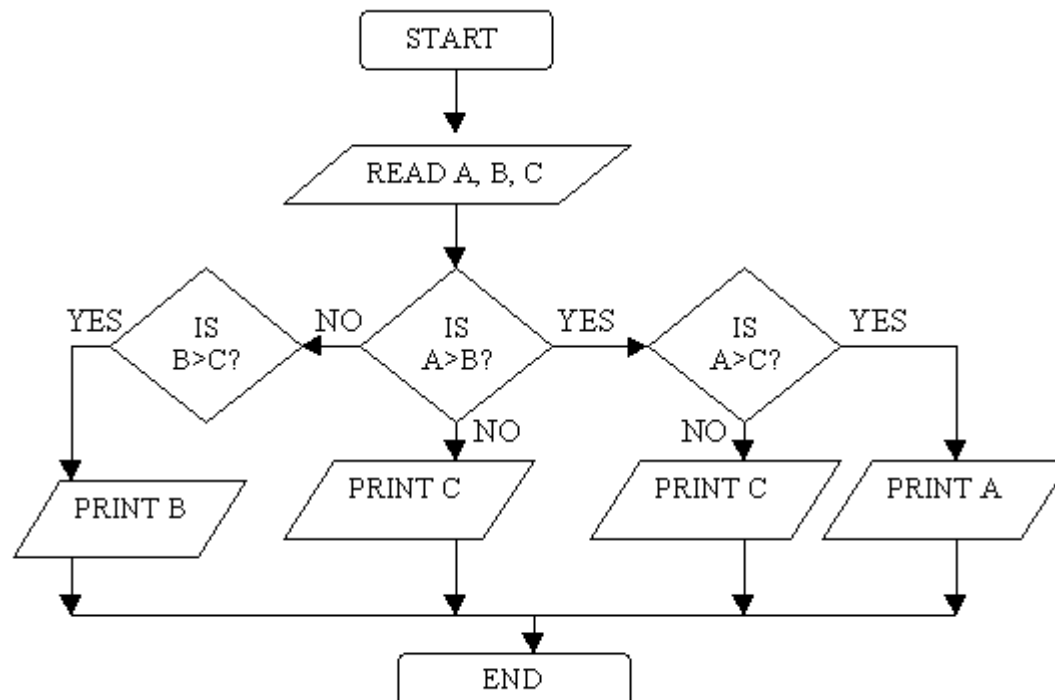 START
READ A, B, C
YES
IS
B>C?
NO
IS
A>B?
YES
IS
A>C?
YES
NO
NO
PRINT B
PRINT C
PRINT C
PRINT A
END